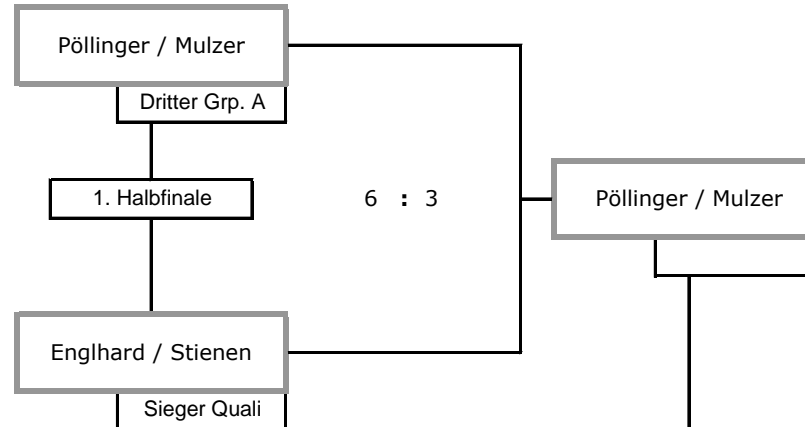 Pöllinger / Mulzer
Dritter Grp. A
1. Halbfinale
6 : 3
Pöllinger / Mulzer
Englhard / Stienen
Sieger Quali